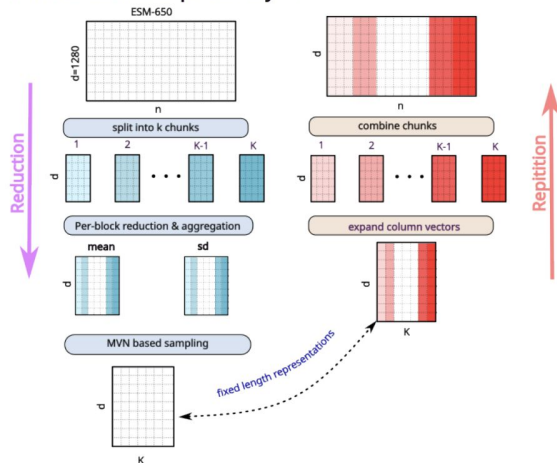 ESM-650
d=1280
n
split into k chunks
1 2 K-1 K
d
Per-block reduction & aggregation
mean sd
d
MVN based sampling
d
K
Reduction
d
n
combine chunks
1 2 K-1 K
d
expand column vectors
d
K
fixed length representations
Repitition